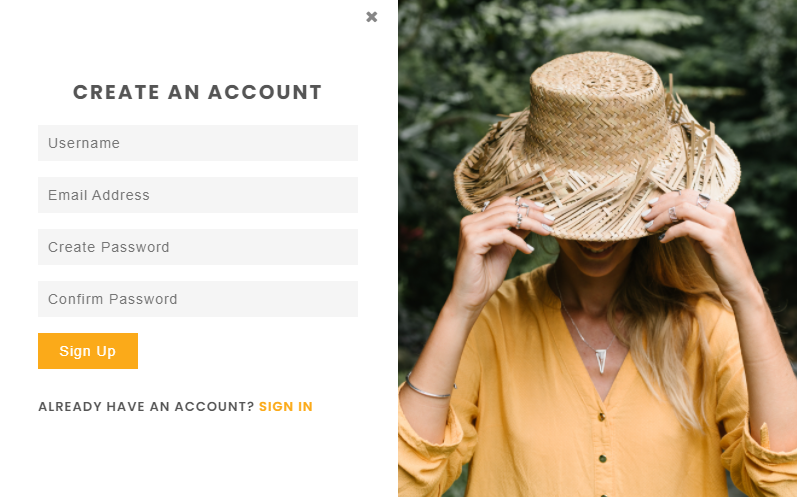 CREATE AN ACCOUNT
Username
Email Address
Create Password
Confirm Password
Sign Up
ALREADY HAVE AN ACCOUNT? SIGN IN